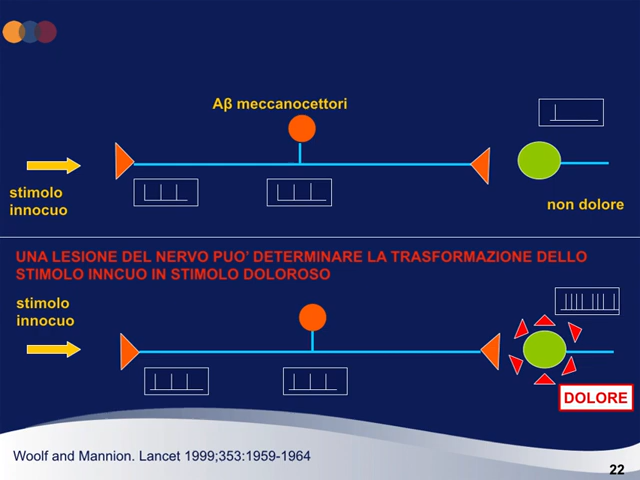 Aβ meccanocettori
stimolo
innocuo
non dolore
UNA LESIONE DEL NERVO PUO’ DETERMINARE LA TRASFORMAZIONE DELLO
STIMOLO INNCUO IN STIMOLO DOLOROSO
stimolo
innocuo
DOLORE
Woolf and Mannion. Lancet 1999;353:1959-1964
22